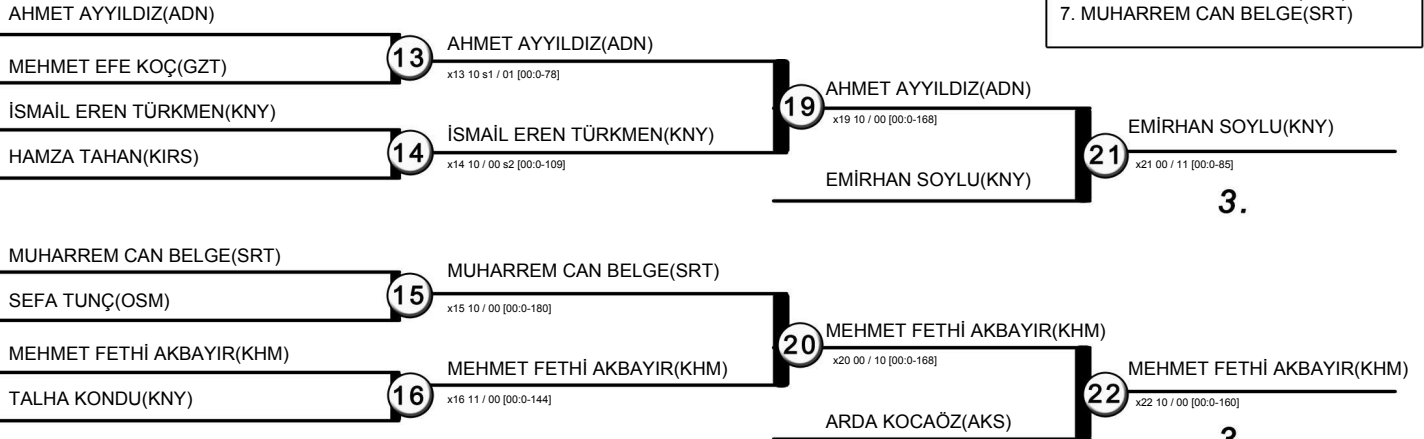 7. MUHARREM CAN BELGE(SRT)
AHMET AYYILDIZ(ADN)
MEHMET EFE KOÇ(GZT)
13
AHMET AYYILDIZ(ADN)
x13 10 s1 / 01 [00:0-78]
İSMAİL EREN TÜRKMEN(KNY)
HAMZA TAHAN(KIRS)
14
İSMAİL EREN TÜRKMEN(KNY)
x14 10 / 00 s2 [00:0-109]
19
AHMET AYYILDIZ(ADN)
x19 10 / 00 [00:0-168]
EMİRHAN SOYLU(KNY)
21
EMİRHAN SOYLU(KNY)
x21 00 / 11 [00:0-85]
3.
MUHARREM CAN BELGE(SRT)
SEFA TUNÇ(OSM)
15
MUHARREM CAN BELGE(SRT)
x15 10 / 00 [00:0-180]
MEHMET FETHİ AKBAYIR(KHM)
TALHA KONDU(KNY)
16
MEHMET FETHİ AKBAYIR(KHM)
x16 11 / 00 [00:0-144]
20
MEHMET FETHİ AKBAYIR(KHM)
x20 00 / 10 [00:0-168]
ARDA KOCAÖZ(AKS)
22
MEHMET FETHİ AKBAYIR(KHM)
x22 10 / 00 [00:0-160]
3.